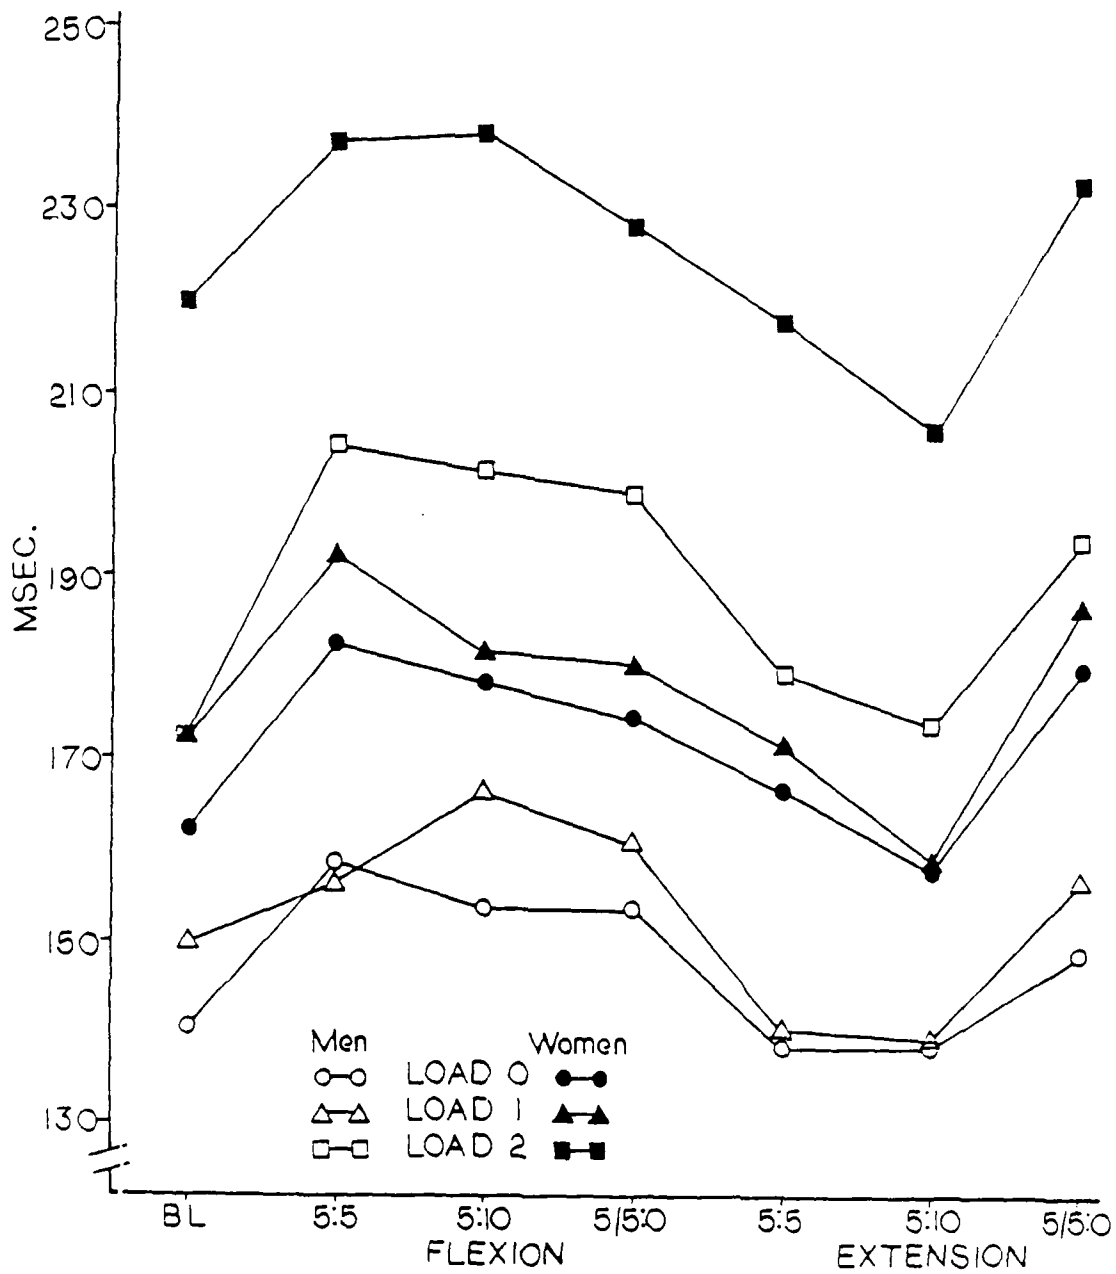 250
230
210
190
170
150
130
MSEC.
Men Women
LOAD 0
LOAD 1
LOAD 2
BL 5:5 5:10 5/5:0 5:5 5:10 5/5:0
FLEXION EXTENSION